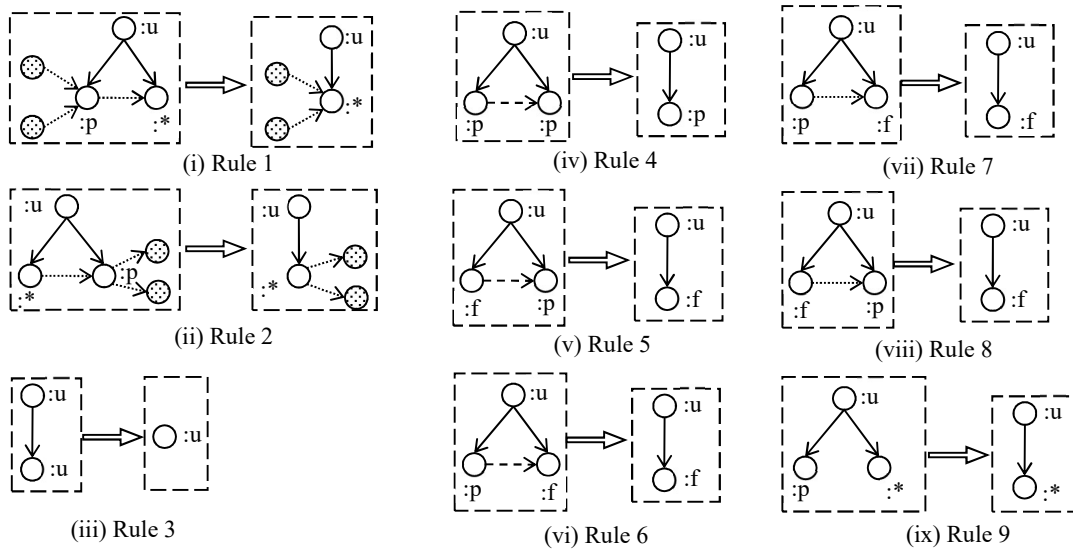 :u
:u
:p
:*
:*
(i) Rule 1
:u
:u
:p
:*
:*
(ii) Rule 2
:u
:u
:u
(iii) Rule 3
:u
:u
:p
:p
:p
(iv) Rule 4
:u
:u
:f
:p
:f
(v) Rule 5
:u
:u
:p
:f
:f
(vi) Rule 6
:u
:u
:p
:f
:f
(vii) Rule 7
:u
:u
:f
:p
:f
(viii) Rule 8
:u
:u
:p
:*
:*
(ix) Rule 9